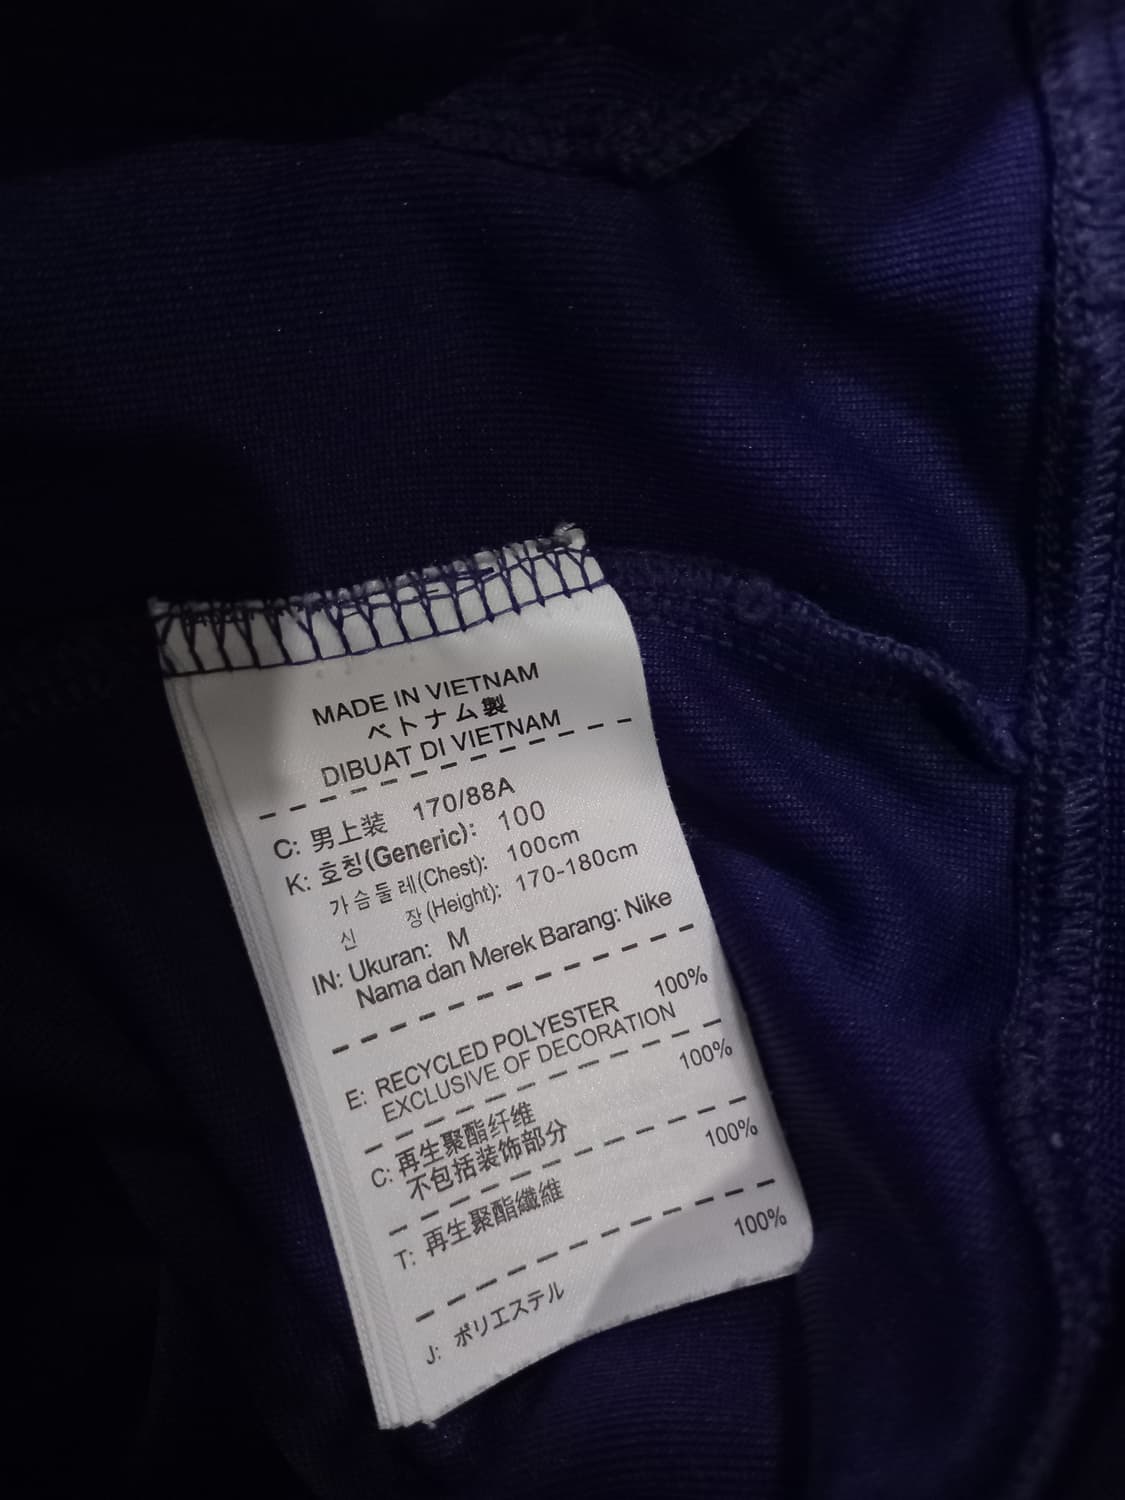 MADE IN VIETNAM
ベトナム製
DIBUAT DI VIETNAM
C: 男上装 170/88A
K: 호칭(Generic): 100
가슴둘레(Chest): 100cm
신 장(Height): 170-180cm
IN: Ukuran: M
Nama dan Merek Barang: Nike
E: RECYCLED POLYESTER 100%
EXCLUSIVE OF DECORATION
C: 再生聚酯纤维 100%
不包括装饰部分
T: 再生聚酯纖維 100%
J: ポリエステル 100%